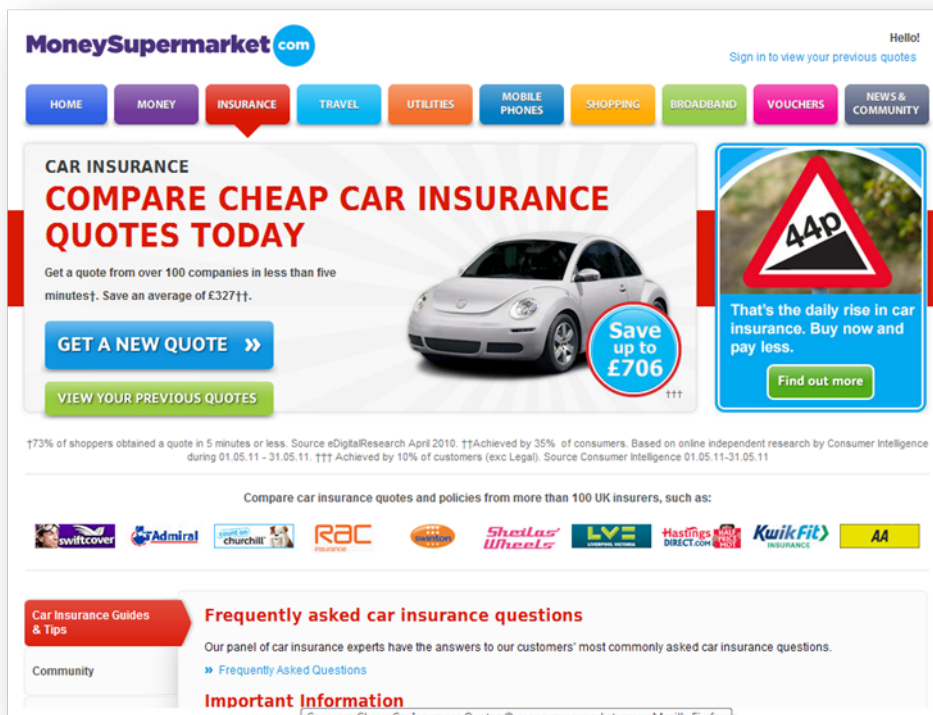 MoneySupermarket com
Hello!
Sign in to view your previous quotes
HOME
MONEY
INSURANCE
TRAVEL
UTILITIES
MOBILE
PHONES
SHOPPING
BROADBAND
VOUCHERS
NEWS &
COMMUNITY
CAR INSURANCE
COMPARE CHEAP CAR INSURANCE
QUOTES TODAY
Get a quote from over 100 companies in less than five
minutes†. Save an average of £327††.
GET A NEW QUOTE »
VIEW YOUR PREVIOUS QUOTES
Save
up to
£706
†††
44p
That's the daily rise in car
insurance. Buy now and
pay less.
Find out more
†73% of shoppers obtained a quote in 5 minutes or less. Source eDigitalResearch April 2010. ††Achieved by 35% of consumers. Based on online independent research by Consumer Intelligence
during 01.05.11 - 31.05.11. ††† Achieved by 10% of customers (exc Legal). Source Consumer Intelligence 01.05.11-31.05.11
Compare car insurance quotes and policies from more than 100 UK insurers, such as:
swiftcover
Admiral
count on
churchill
RAC
insurance
swinton
Sheilas'
Wheels
LV=
LIVERPOOL VICTORIA
Hastings
DIRECT.COM
KwikFit
INSURANCE
AA
Car Insurance Guides
& Tips
Community
Frequently asked car insurance questions
Our panel of car insurance experts have the answers to our customers' most commonly asked car insurance questions.
» Frequently Asked Questions
Important Information